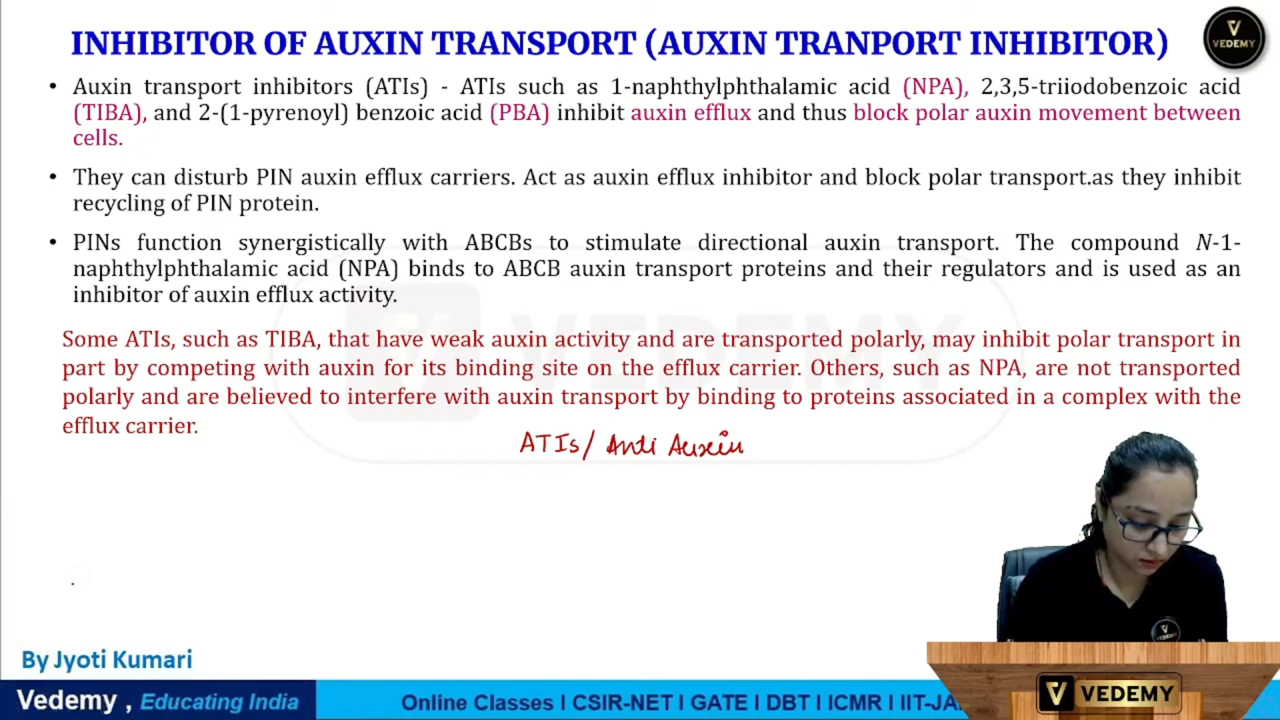 INHIBITOR OF AUXIN TRANSPORT (AUXIN TRANPORT INHIBITOR)
VEDEMY
• Auxin transport inhibitors (ATIs) - ATIs such as 1-naphthylphthalamic acid (NPA), 2,3,5-triiodobenzoic acid
(TIBA), and 2-(1-pyrenoyl) benzoic acid (PBA) inhibit auxin efflux and thus block polar auxin movement between
cells.
• They can disturb PIN auxin efflux carriers. Act as auxin efflux inhibitor and block polar transport.as they inhibit
recycling of PIN protein.
• PINs function synergistically with ABCBs to stimulate directional auxin transport. The compound N-1-
naphthylphthalamic acid (NPA) binds to ABCB auxin transport proteins and their regulators and is used as an
inhibitor of auxin efflux activity.
VEDEMY
Some ATIs, such as TIBA, that have weak auxin activity and are transported polarly, may inhibit polar transport in
part by competing with auxin for its binding site on the efflux carrier. Others, such as NPA, are not transported
polarly and are believed to interfere with auxin transport by binding to proteins associated in a complex with the
efflux carrier.
ATIs/ Anti Auxin
By Jyoti Kumari
Vedemy , Educating India
Online Classes I CSIR-NET I GATE I DBT I ICMR I IIT-JA
VEDEMY